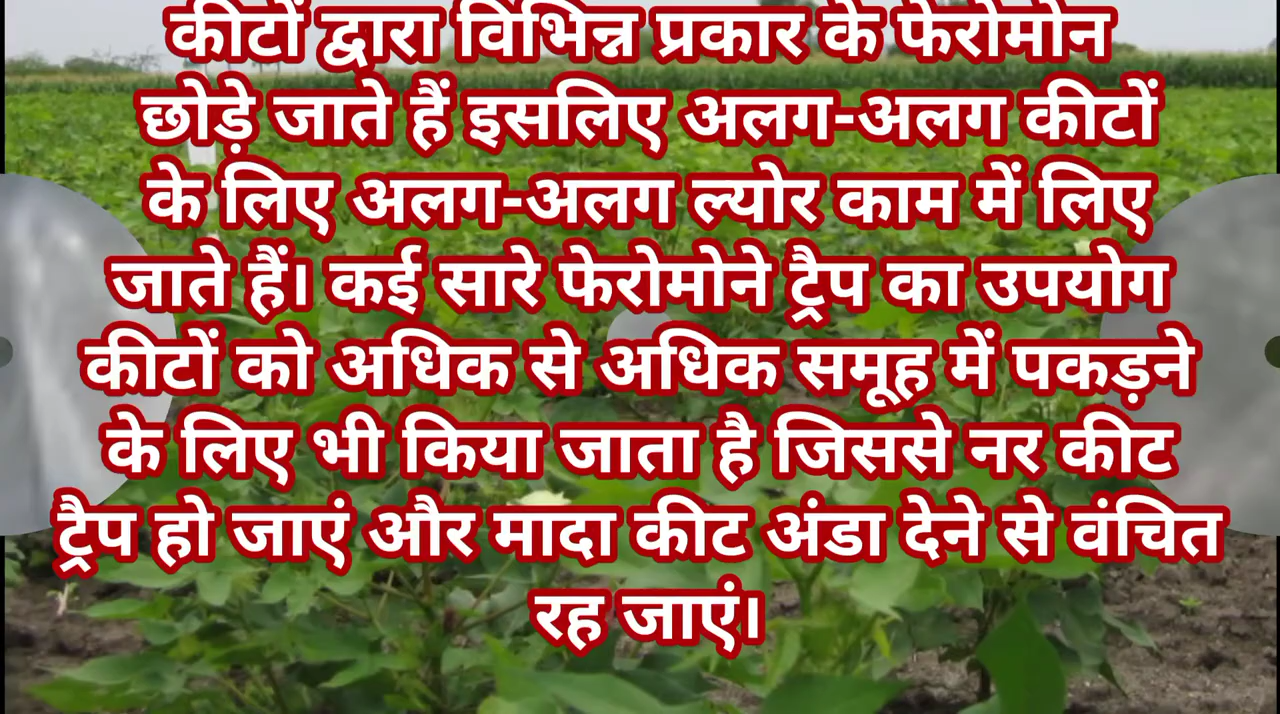 कीटों द्वारा विभिन्न प्रकार के फेरोमोन
छोड़े जाते हैं इसलिए अलग-अलग कीटों
के लिए अलग-अलग ल्योर काम में लिए
जाते हैं। कई सारे फेरोमोने ट्रैप का उपयोग
कीटों को अधिक से अधिक समूह में पकड़ने
के लिए भी किया जाता है जिससे नर कीट
ट्रैप हो जाएं और मादा कीट अंडा देने से वंचित
रह जाएं।